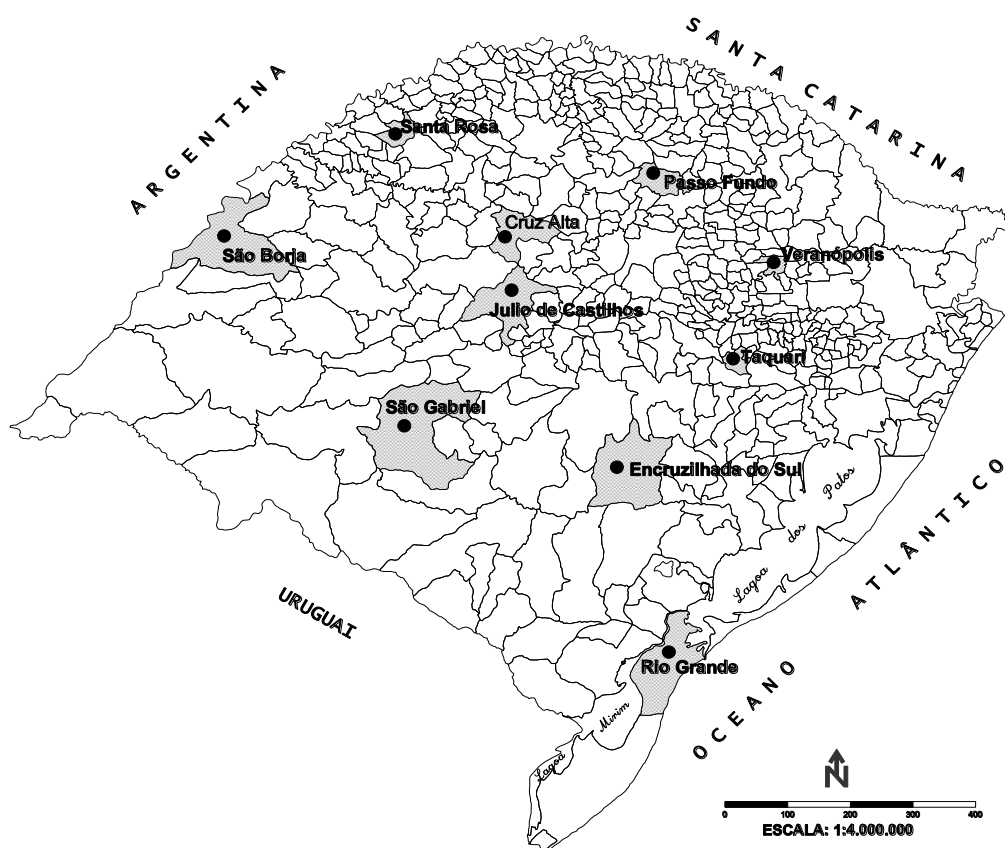 SANTA CATARINA
ARGENTINA
Santa Rosa
Passo Fundo
Cruz Alta
São Borja
Veranópolis
Julio de Castilhos
Taquari
São Gabriel
Encruzilhada do Sul
Lagoa dos Patos
OCEANO ATLÂNTICO
URUGUAI
Rio Grande
Lagoa Mirim
N
0 100 200 300 400
ESCALA: 1:4.000.000